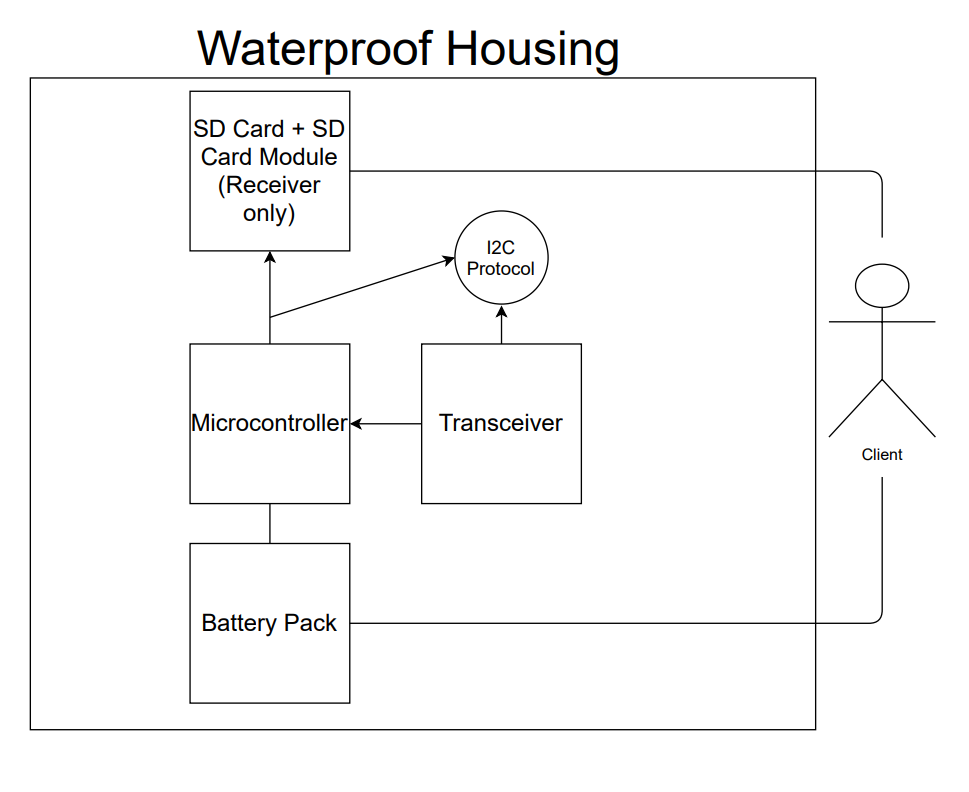 Waterproof Housing
SD Card + SD
Card Module
(Receiver
only)
I2C
Protocol
Microcontroller
Transceiver
Client
Battery Pack